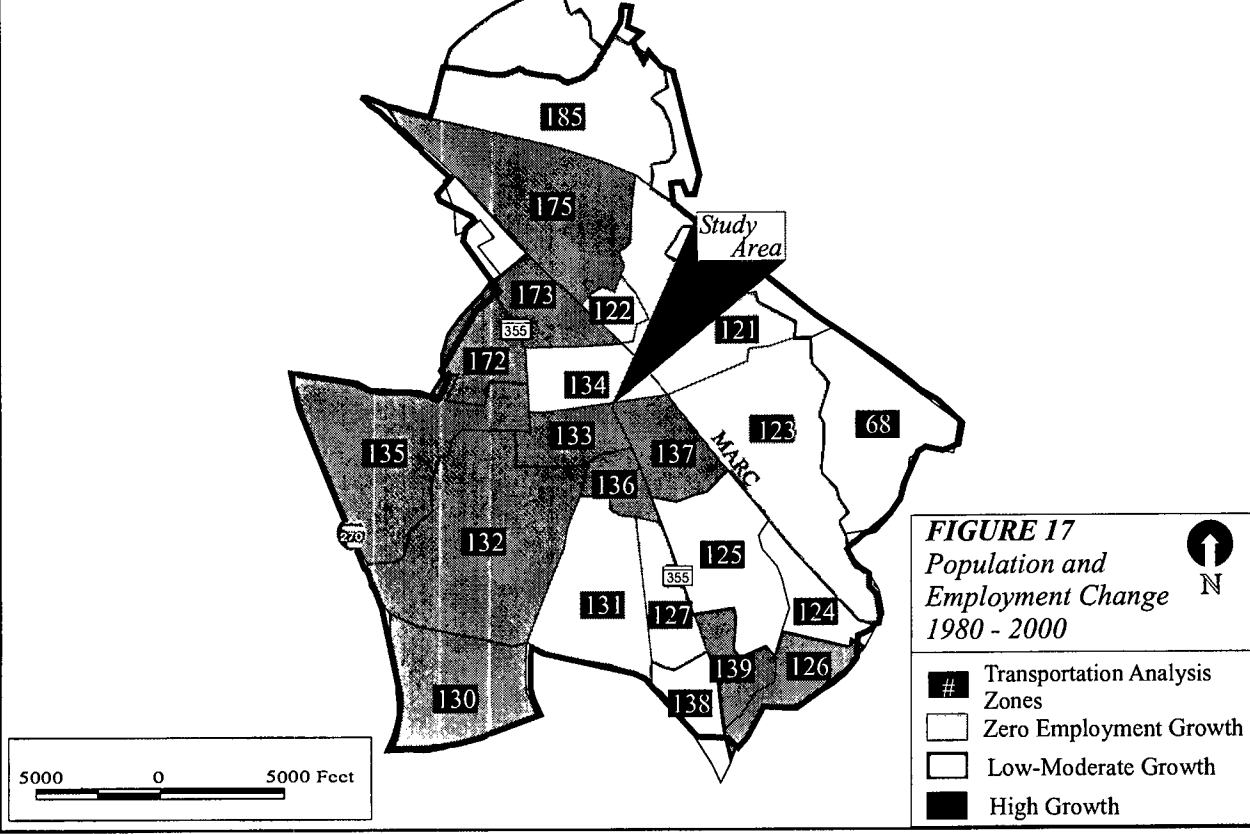 185
175
Study
Area
173
122
355
121
172
134
123
68
133
135
137
MARC
136
270
132
125
355
131
127
124
139
126
130
138
FIGURE 17
Population and
Employment Change
1980 - 2000
N
# Transportation Analysis
Zones
Zero Employment Growth
Low-Moderate Growth
High Growth
5000 0 5000 Feet